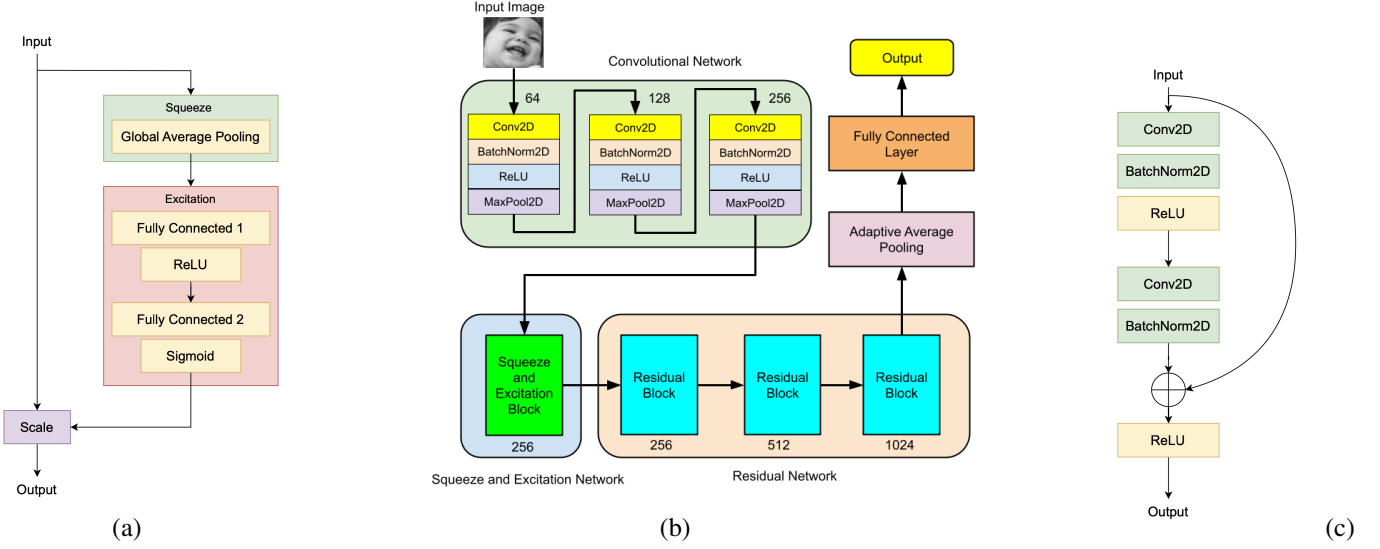 Input
Squeeze
Global Average Pooling
Excitation
Fully Connected 1
ReLU
Fully Connected 2
Sigmoid
Scale
Output
(a)
Input Image
Convolutional Network
64
Conv2D
BatchNorm2D
ReLU
MaxPool2D
128
Conv2D
BatchNorm2D
ReLU
MaxPool2D
256
Conv2D
BatchNorm2D
ReLU
MaxPool2D
Squeeze
and
Excitation
Block
256
Squeeze and Excitation Network
Residual
Block
256
Residual
Block
512
Residual
Block
1024
Residual Network
Adaptive Average
Pooling
Fully Connected
Layer
Output
(b)
Input
Conv2D
BatchNorm2D
ReLU
Conv2D
BatchNorm2D
ReLU
Output
(c)